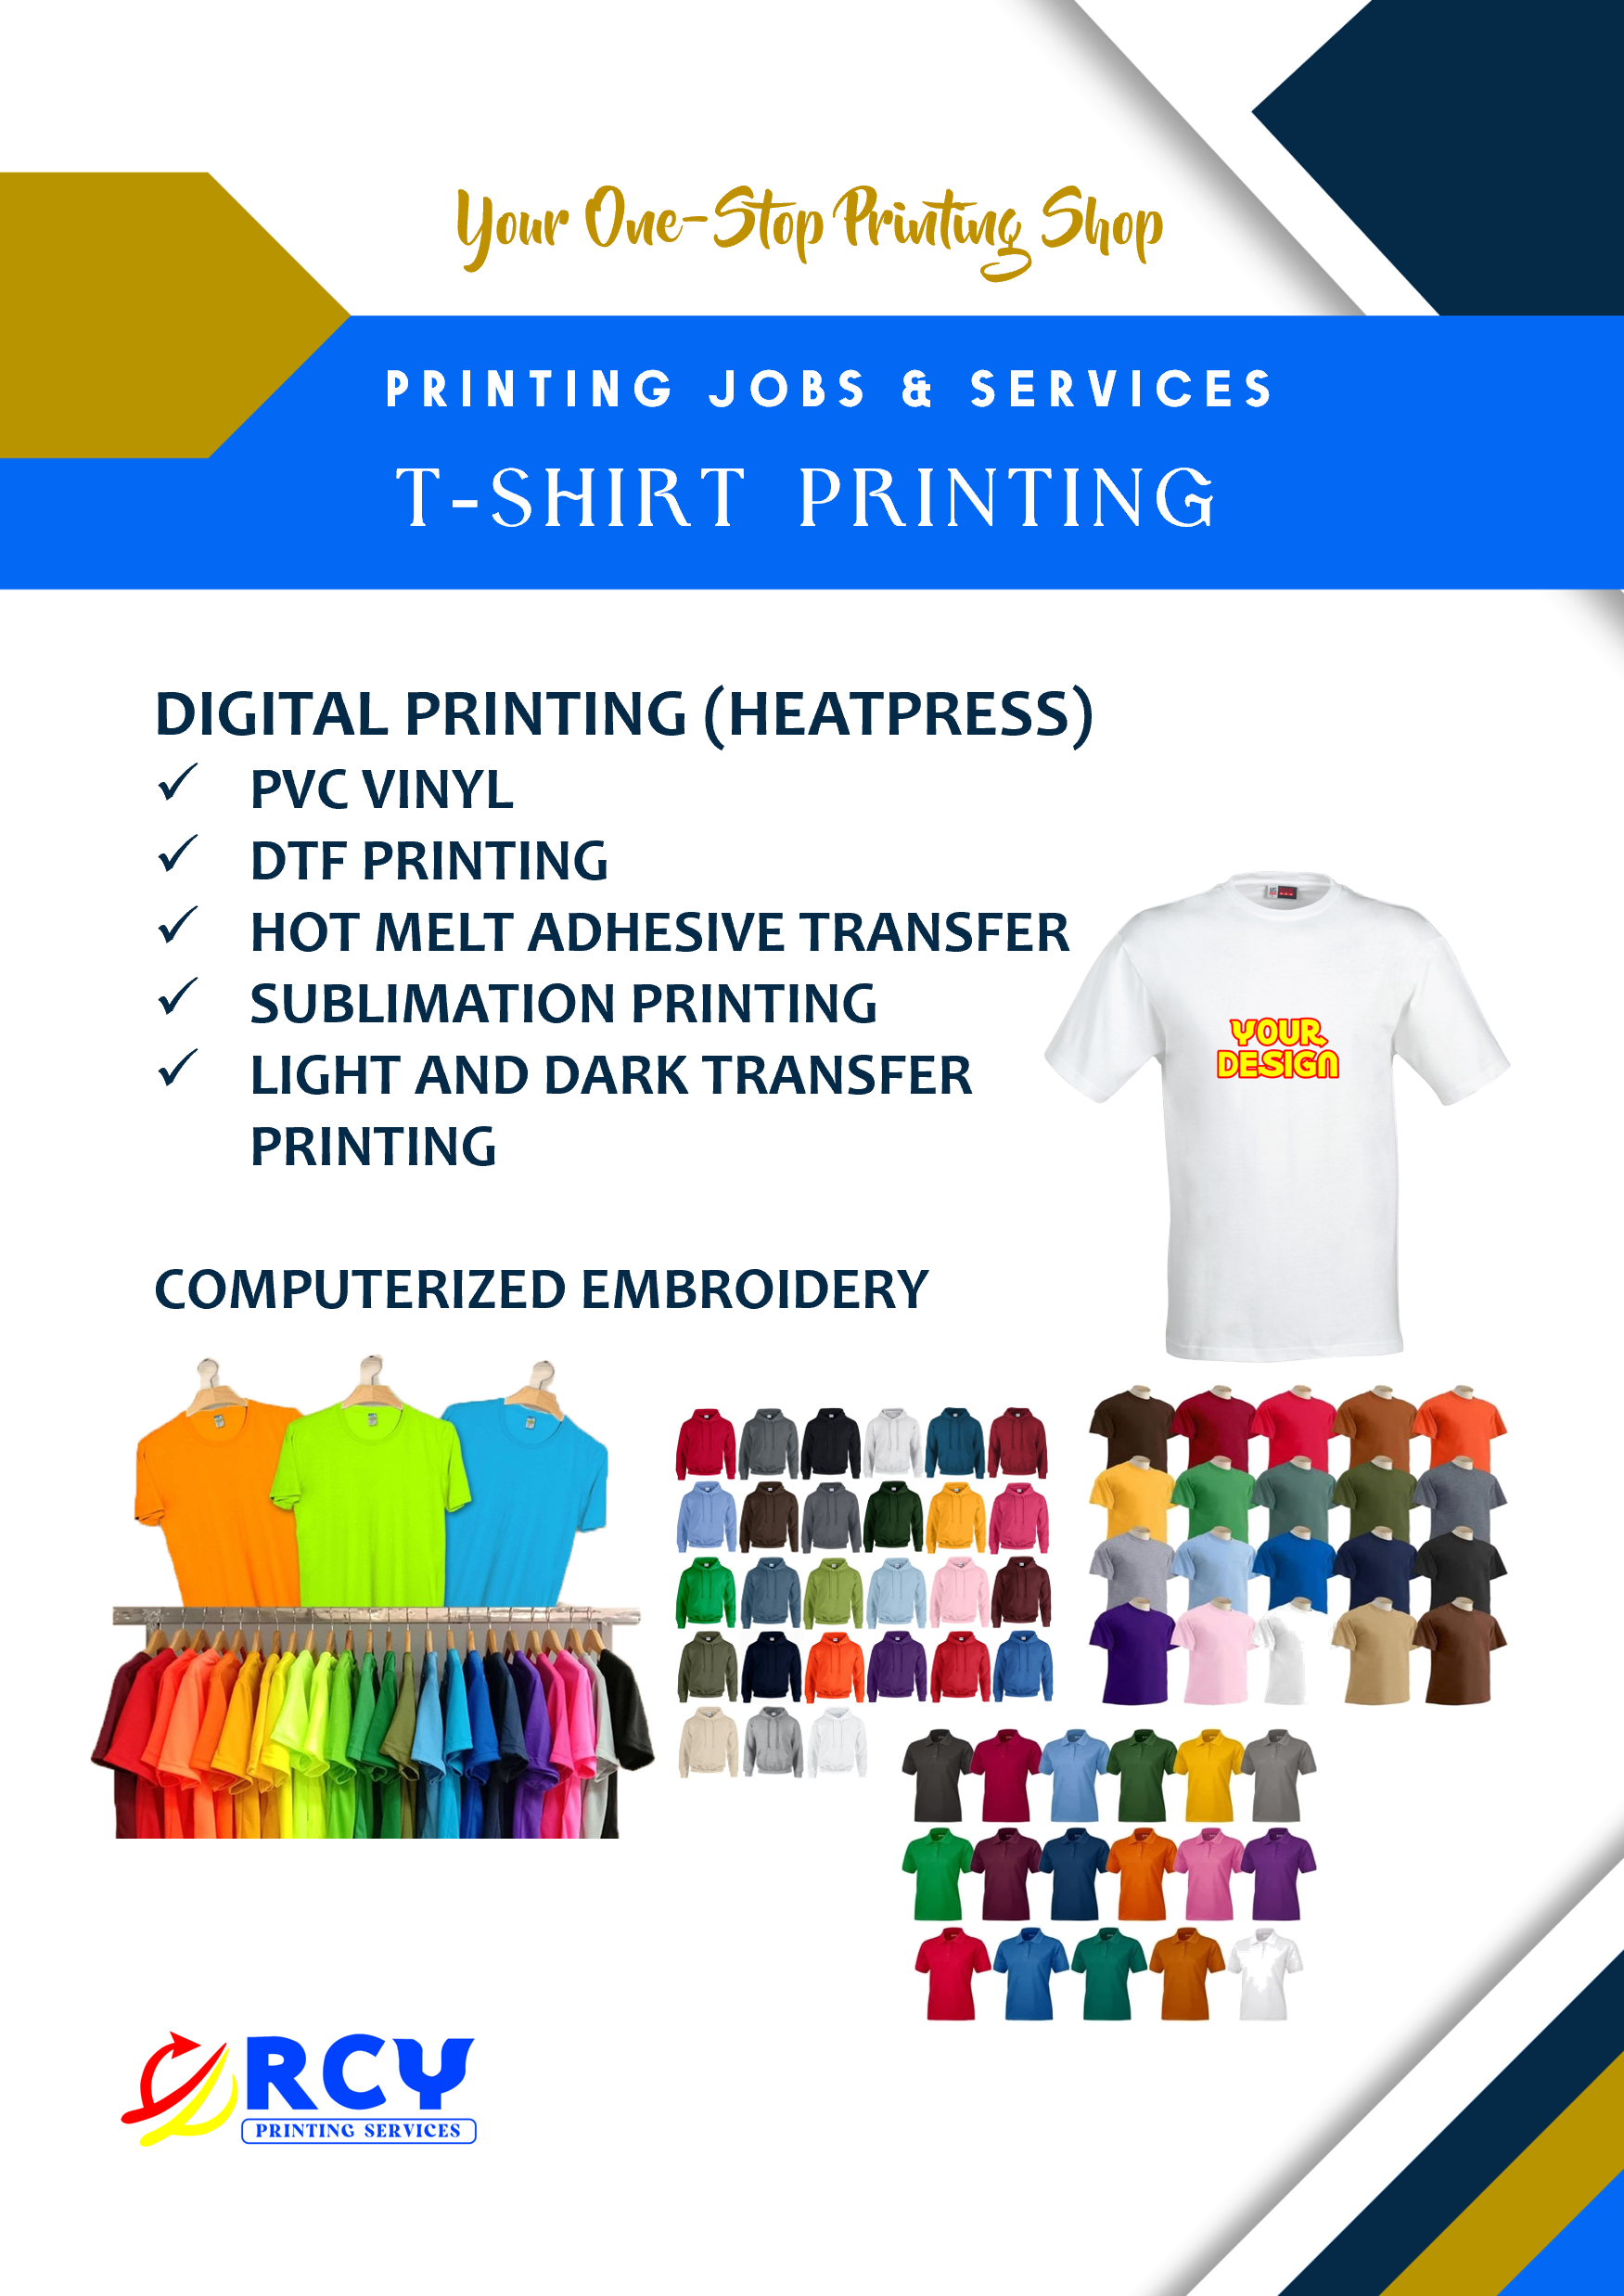 Your One-Stop Printing Shop
PRINTING JOBS & SERVICES
T-SHIRT PRINTING
DIGITAL PRINTING (HEATPRESS)
PVC VINYL
DTF PRINTING
HOT MELT ADHESIVE TRANSFER
SUBLIMATION PRINTING
LIGHT AND DARK TRANSFER
PRINTING
YOUR
DESIGN
COMPUTERIZED EMBROIDERY
RCY
PRINTING SERVICES